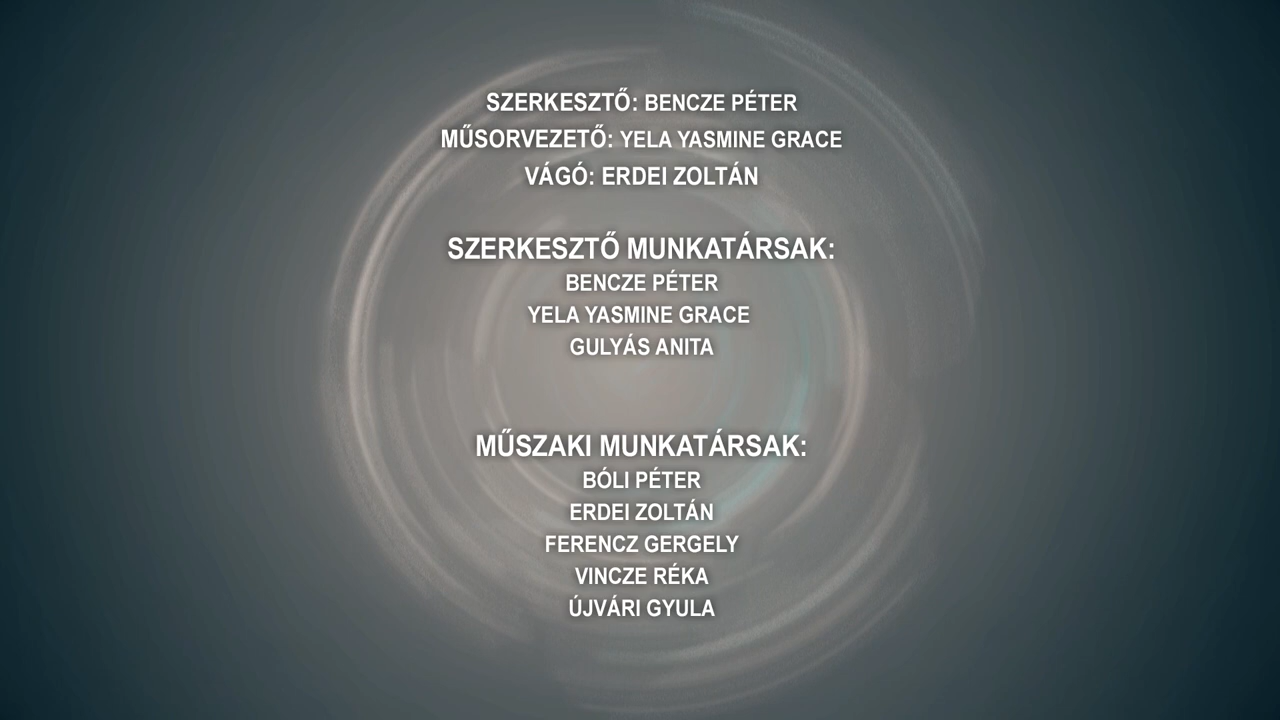 SZERKESZTŐ: BENCZE PÉTER
MŰSORVEZETŐ: YELA YASMINE GRACE
VÁGÓ: ERDEI ZOLTÁN
SZERKESZTŐ MUNKATÁRSAK:
BENCZE PÉTER
YELA YASMINE GRACE
GULYÁS ANITA
MŰSZAKI MUNKATÁRSAK:
BÓLI PÉTER
ERDEI ZOLTÁN
FERENCZ GERGELY
VINCZE RÉKA
ÚJVÁRI GYULA